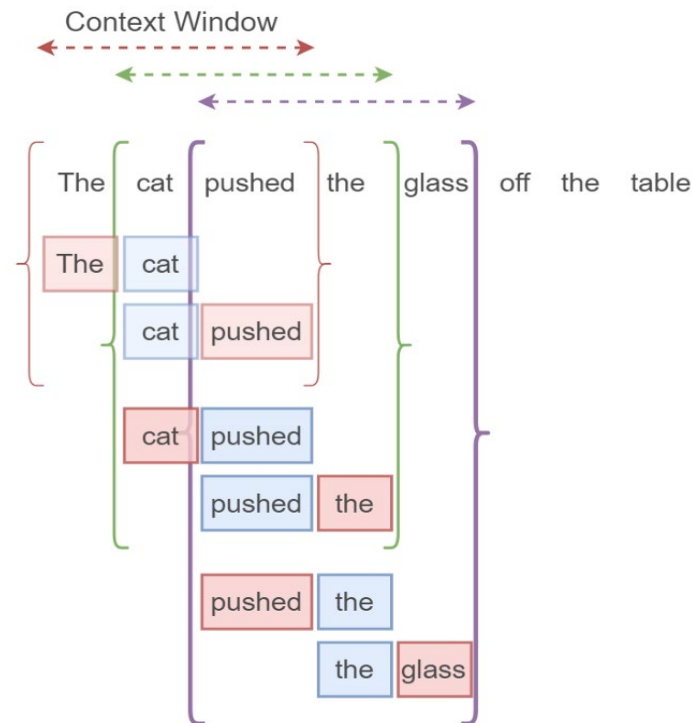 Context Window
The cat pushed the glass off the table
The cat
cat pushed
cat pushed
pushed the
pushed the
the glass